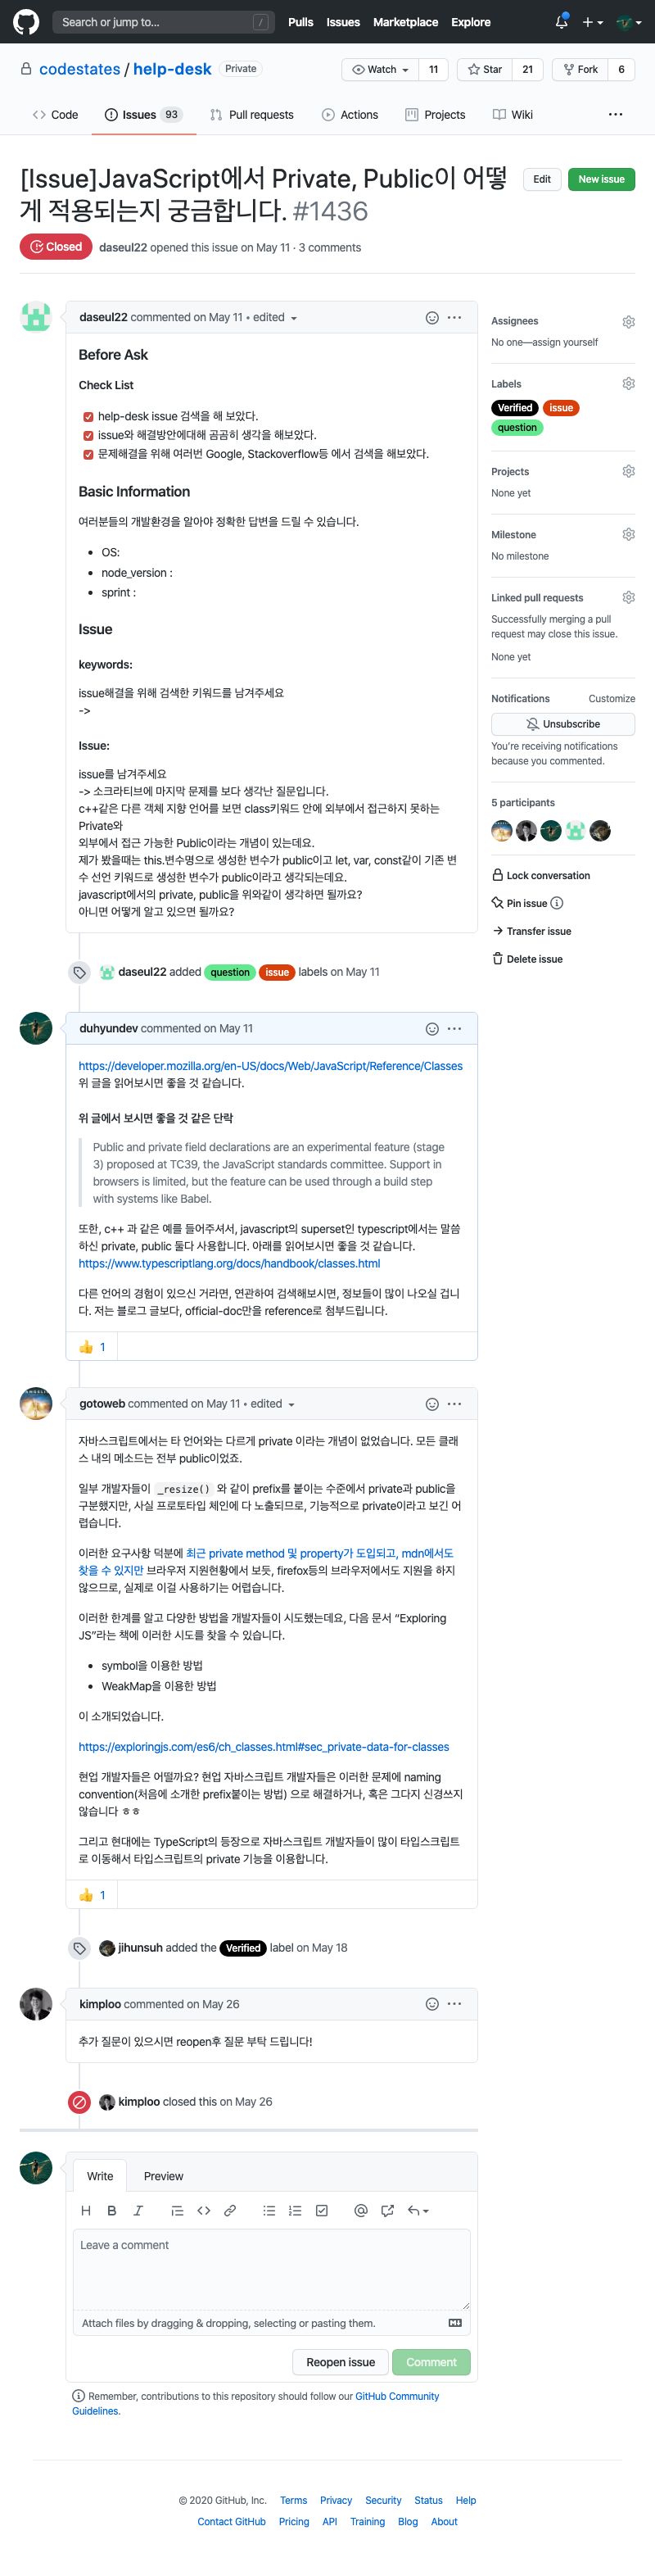 Search or jump to... /
Pulls Issues Marketplace Explore
codestates / help-desk Private
Watch 11 Star 21 Fork 6
Code Issues 93 Pull requests Actions Projects Wiki
[Issue]JavaScript에서 Private, Public이 어떻
게 적용되는지 궁금합니다. #1436
Edit New issue
Closed daseul22 opened this issue on May 11 · 3 comments
daseul22 commented on May 11 • edited
Before Ask
Check List
help-desk issue 검색을 해 보았다.
issue와 해결방안에대해 곰곰히 생각을 해보았다.
문제해결을 위해 여러번 Google, Stackoverflow등 에서 검색을 해보았다.
Basic Information
여러분들의 개발환경을 알아야 정확한 답변을 드릴 수 있습니다.
OS:
node_version :
sprint :
Issue
keywords:
issue해결을 위해 검색한 키워드를 남겨주세요
->
Issue:
issue를 남겨주세요
-> 소크라티브에 마지막 문제를 보다 생각난 질문입니다.
c++같은 다른 객체 지향 언어를 보면 class키워드 안에 외부에서 접근하지 못하는
Private와
외부에서 접근 가능한 Public이라는 개념이 있는데요.
제가 봤을때는 this.변수명으로 생성한 변수가 public이고 let, var, const같이 기존 변
수 선언 키워드로 생성한 변수가 public이라고 생각되는데요.
javascript에서의 private, public을 위와같이 생각하면 될까요?
아니면 어떻게 알고 있으면 될까요?
Assignees
No one—assign yourself
Labels
Verified issue
question
Projects
None yet
Milestone
No milestone
Linked pull requests
Successfully merging a pull
request may close this issue.
None yet
Notifications Customize
Unsubscribe
You're receiving notifications
because you commented.
5 participants
Lock conversation
Pin issue
Transfer issue
Delete issue
daseul22 added question issue labels on May 11
duhyundev commented on May 11
https://developer.mozilla.org/en-US/docs/Web/JavaScript/Reference/Classes
위 글을 읽어보시면 좋을 것 같습니다.
위 글에서 보시면 좋을 것 같은 단락
Public and private field declarations are an experimental feature (stage
3) proposed at TC39, the JavaScript standards committee. Support in
browsers is limited, but the feature can be used through a build step
with systems like Babel.
또한, c++ 과 같은 예를 들어주셔서, javascript의 superset인 typescript에서는 말씀
하신 private, public 둘다 사용합니다. 아래를 읽어보시면 좋을 것 같습니다.
https://www.typescriptlang.org/docs/handbook/classes.html
다른 언어의 경험이 있으신 거라면, 연관하여 검색해보시면, 정보들이 많이 나오실 겁니
다. 저는 블로그 글보다, official-doc만을 reference로 첨부드립니다.
👍 1
gotoweb commented on May 11 • edited
자바스크립트에서는 타 언어와는 다르게 private 이라는 개념이 없었습니다. 모든 클래
스 내의 메소드는 전부 public이었죠.
일부 개발자들이 _resize() 와 같이 prefix를 붙이는 수준에서 private과 public을
구분했지만, 사실 프로토타입 체인에 다 노출되므로, 기능적으로 private이라고 보긴 어
렵습니다.
이러한 요구사항 덕분에 최근 private method 및 property가 도입되고, mdn에서도
찾을 수 있지만 브라우저 지원현황에서 보듯, firefox등의 브라우저에서도 지원을 하지
않으므로, 실제로 이걸 사용하기는 어렵습니다.
이러한 한계를 알고 다양한 방법을 개발자들이 시도했는데요, 다음 문서 “Exploring
JS”라는 책에 이러한 시도를 찾을 수 있습니다.
symbol을 이용한 방법
WeakMap을 이용한 방법
이 소개되었습니다.
https://exploringjs.com/es6/ch_classes.html#sec_private-data-for-classes
현업 개발자들은 어떨까요? 현업 자바스크립트 개발자들은 이러한 문제에 naming
convention(처음에 소개한 prefix붙이는 방법) 으로 해결하거나, 혹은 그다지 신경쓰지
않습니다 ㅎㅎ
그리고 현대에는 TypeScript의 등장으로 자바스크립트 개발자들이 많이 타입스크립트
로 이동해서 타입스크립트의 private 기능을 이용합니다.
👍 1
jihunsuh added the Verified label on May 18
kimploo commented on May 26
추가 질문이 있으시면 reopen후 질문 부탁 드립니다!
kimploo closed this on May 26
Write Preview
Leave a comment
Attach files by dragging & dropping, selecting or pasting them.
Reopen issue Comment
Remember, contributions to this repository should follow our GitHub Community
Guidelines.
© 2020 GitHub, Inc. Terms Privacy Security Status Help
Contact GitHub Pricing API Training Blog About